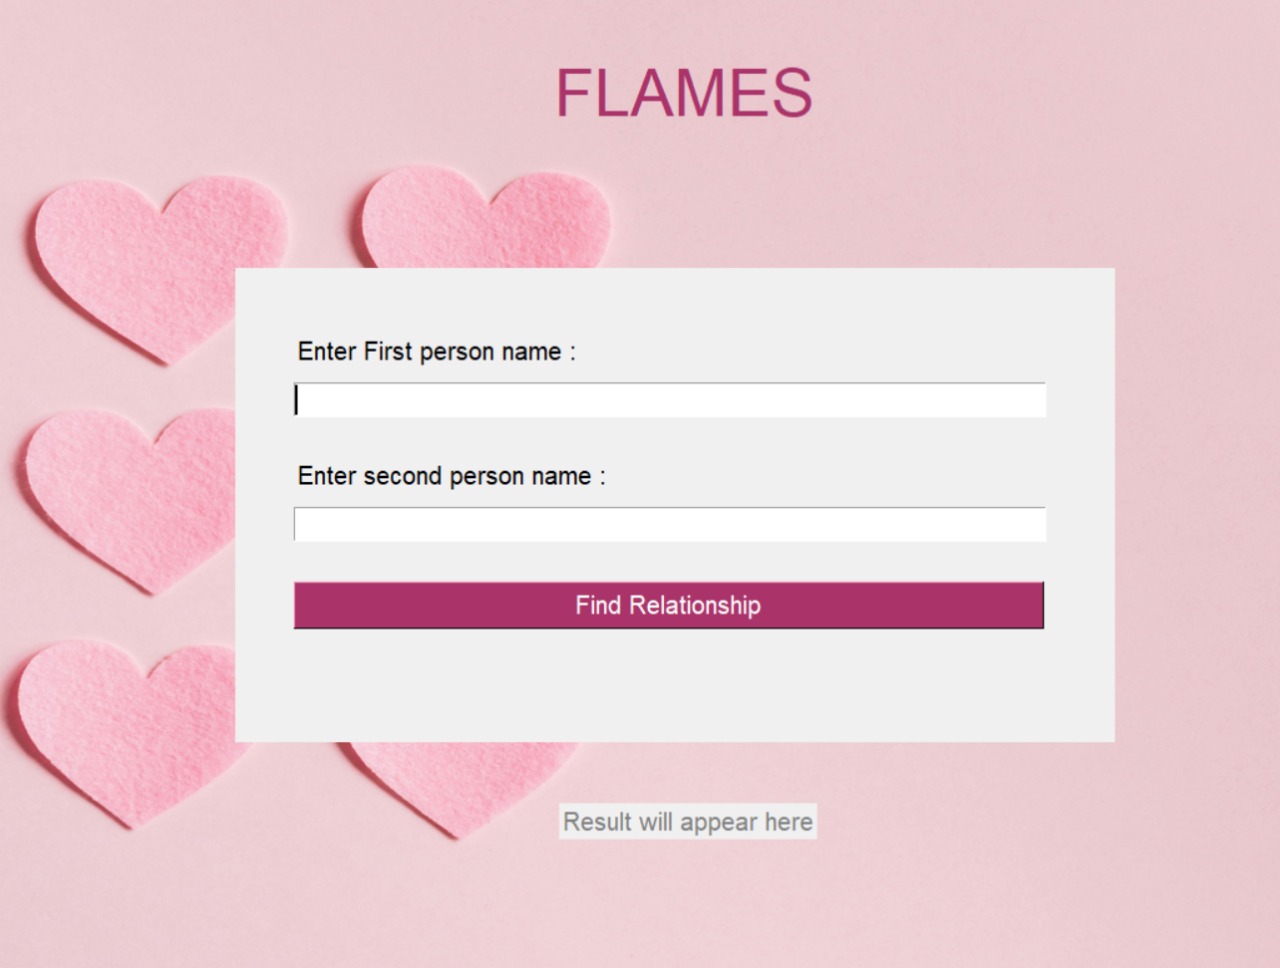 FLAMES
Enter First person name :
Enter second person name :
Find Relationship
Result will appear here